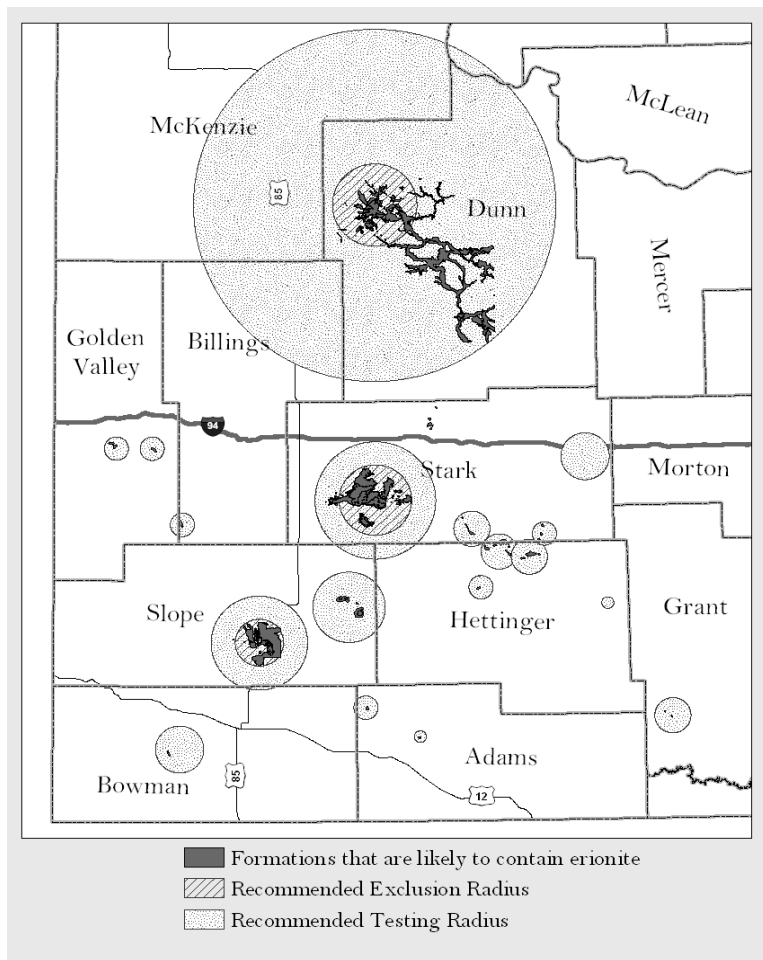 McLean
McKenzie
85
Dunn
Mercer
Golden
Valley
Billings
94
Stark
Morton
Slope
Hettinger
Grant
Adams
85
Bowman
12
Formations that are likely to contain erionite
Recommended Exclusion Radius
Recommended Testing Radius